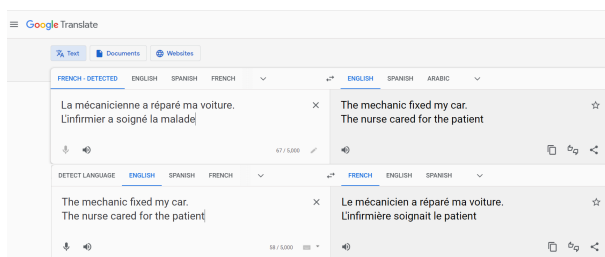 Google Translate
Text Documents Websites
FRENCH - DETECTED ENGLISH SPANISH FRENCH ENGLISH SPANISH ARABIC
La mécanicienne a réparé ma voiture. The mechanic fixed my car.
L'infirmier a soigné la malade The nurse cared for the patient
67 / 5,000
DETECT LANGUAGE ENGLISH SPANISH FRENCH FRENCH ENGLISH SPANISH
The mechanic fixed my car. Le mécanicien a réparé ma voiture.
The nurse cared for the patient L'infirmière soignait le patient
58 / 5,000